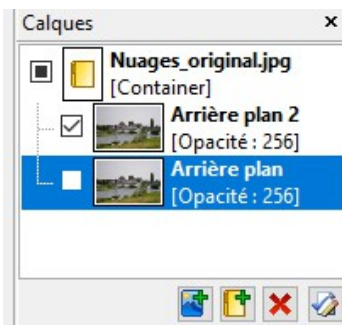 Calques
Nuages_original.jpg
[Container]
Arrière plan 2
[Opacité : 256]
Arrière plan
[Opacité : 256]